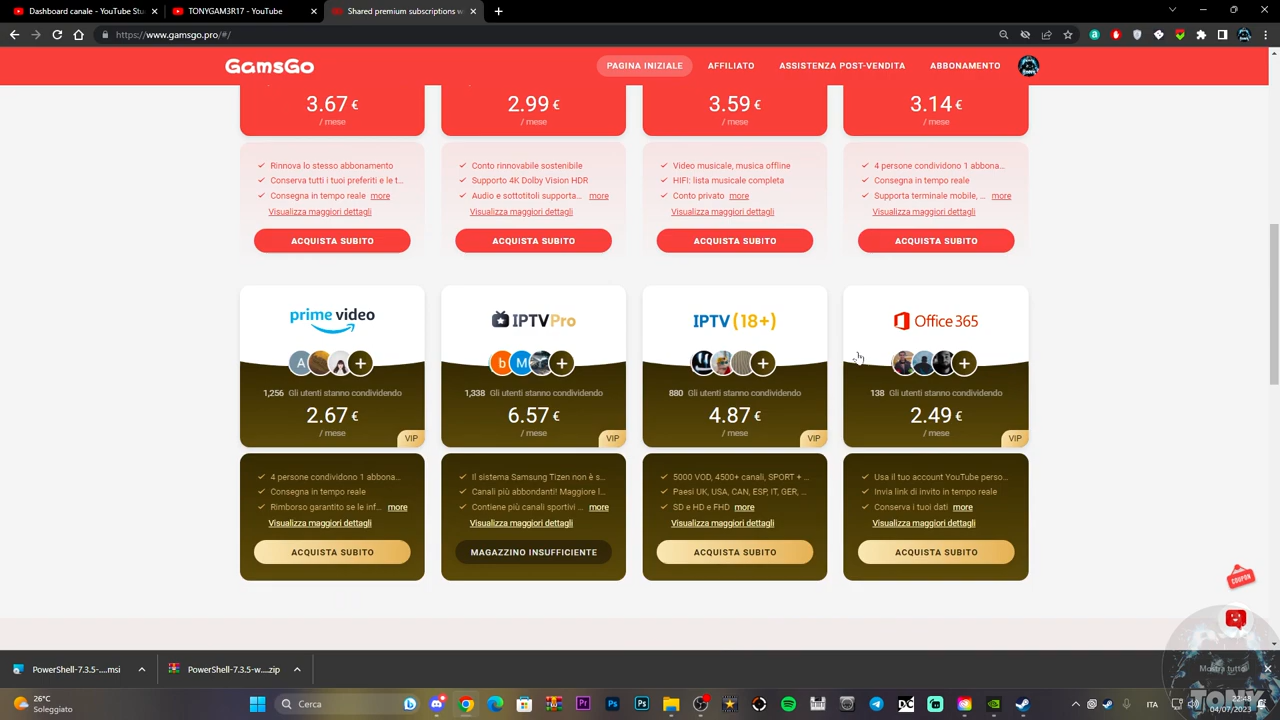 Dashboard canale - YouTube Stu
TONYGAM3R17 - YouTube
Shared premium subscriptions w
https://www.gamsgo.pro/#/
GamsGo
PAGINA INIZIALE
AFFILIATO
ASSISTENZA POST-VENDITA
ABBONAMENTO
3.67 €
/ mese
2.99 €
/ mese
3.59 €
/ mese
3.14 €
/ mese
Rinnova lo stesso abbonamento
Conserva tutti i tuoi preferiti e le t...
Consegna in tempo reale more
Visualizza maggiori dettagli
ACQUISTA SUBITO
Conto rinnovabile sostenibile
Supporto 4K Dolby Vision HDR
Audio e sottotitoli supporta... more
Visualizza maggiori dettagli
ACQUISTA SUBITO
Video musicale, musica offline
HIFI: lista musicale completa
Conto privato more
Visualizza maggiori dettagli
ACQUISTA SUBITO
4 persone condividono 1 abbona...
Consegna in tempo reale
Supporta terminale mobile, ... more
Visualizza maggiori dettagli
ACQUISTA SUBITO
prime video
A
1,256 Gli utenti stanno condividendo
2.67 €
/ mese
VIP
4 persone condividono 1 abbona...
Consegna in tempo reale
Rimborso garantito se le inf... more
Visualizza maggiori dettagli
ACQUISTA SUBITO
IPTVPro
b M
1,338 Gli utenti stanno condividendo
6.57 €
/ mese
VIP
Il sistema Samsung Tizen non è s...
Canali più abbondanti! Maggiore l...
Contiene più canali sportivi ... more
Visualizza maggiori dettagli
MAGAZZINO INSUFFICIENTE
IPTV (18+)
880 Gli utenti stanno condividendo
4.87 €
/ mese
VIP
5000 VOD, 4500+ canali, SPORT + ...
Paesi UK, USA, CAN, ESP, IT, GER, ...
SD e HD e FHD more
Visualizza maggiori dettagli
ACQUISTA SUBITO
Office 365
138 Gli utenti stanno condividendo
2.49 €
/ mese
VIP
Usa il tuo account YouTube perso...
Invia link di invito in tempo reale
Conserva i tuoi dati more
Visualizza maggiori dettagli
ACQUISTA SUBITO
COUPON
PowerShell-7.3.5-....msi
PowerShell-7.3.5-w....zip
Mostra tutto
26°C
Soleggiato
Cerca
ITA
22:48
04/07/2023
TONY